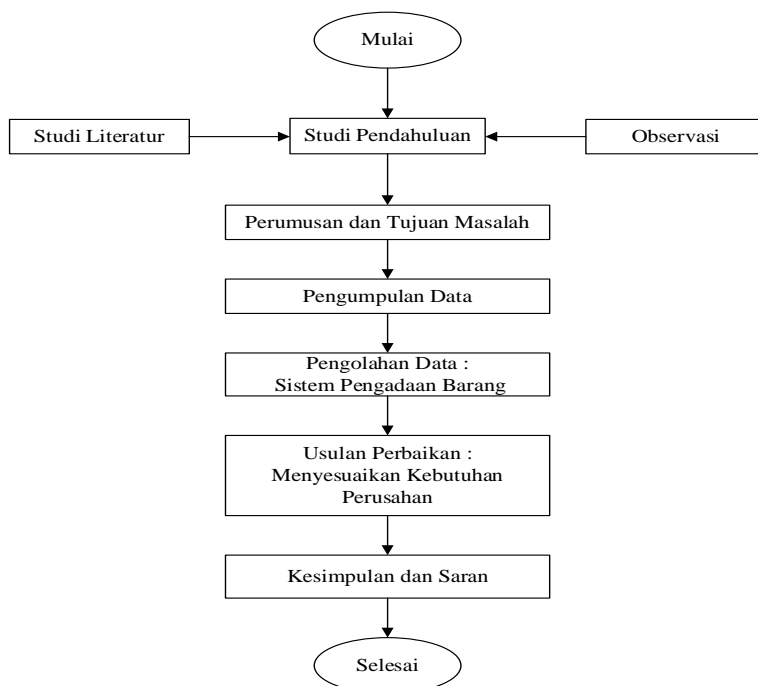 Mulai
Studi Literatur
Studi Pendahuluan
Observasi
Perumusan dan Tujuan Masalah
Pengumpulan Data
Pengolahan Data :
Sistem Pengadaan Barang
Usulan Perbaikan :
Menyesuaikan Kebutuhan
Perusahan
Kesimpulan dan Saran
Selesai